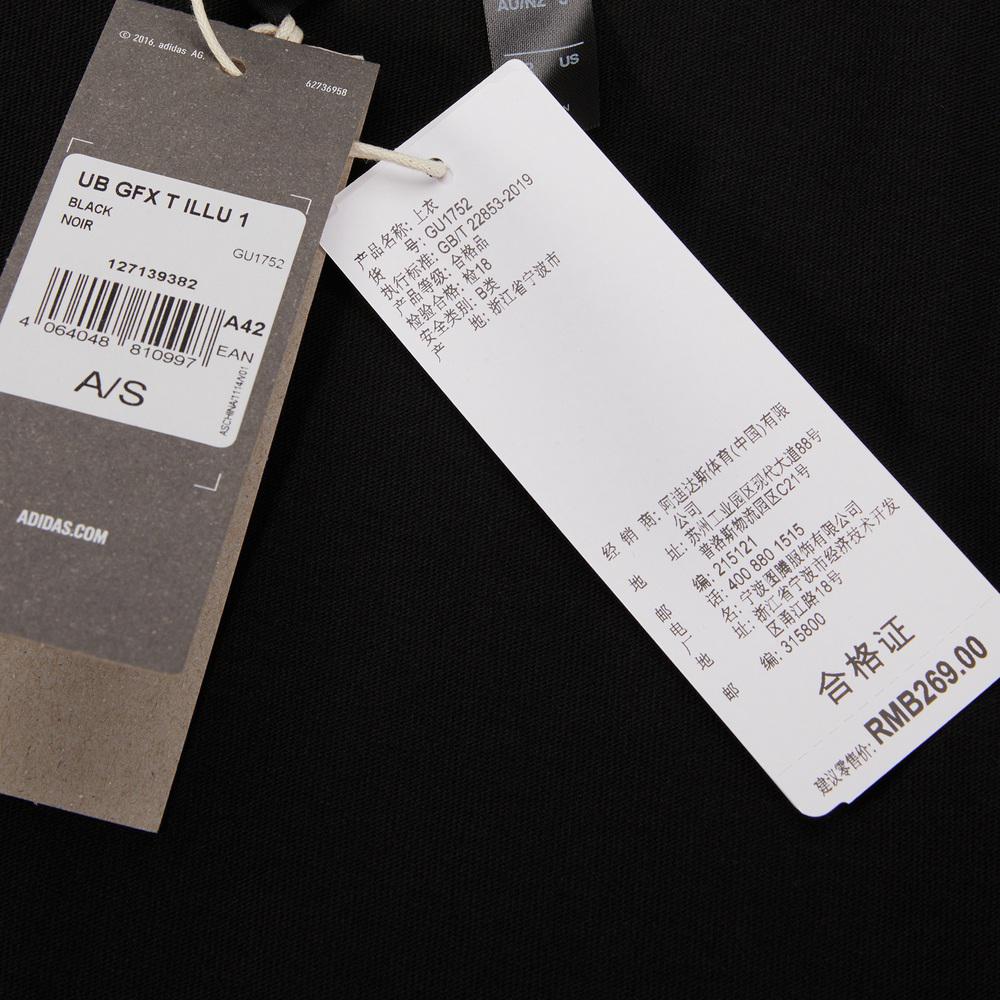 © 2016. adidas AG.
62736958
UB GFX T ILLU 1
BLACK
NOIR
GU1752
127139382
A42
4 064048 810997
EAN
A/S
ASCHINA/1114/V01
ADIDAS.COM
AU/NZ
US
产品名称: 上衣
货 号: GU1752
执行标准: GB/T 22853-2019
产品等级: 合格品
检验合格: 检18
安全类别: B类
产 地: 浙江省宁波市
经 销 商: 阿迪达斯体育(中国)有限
公司
地 址: 苏州工业园区现代大道88号
普洛斯物流园区C21号
邮 编: 215121
电 话: 400 880 1515
厂 名: 宁波图腾服饰有限公司
地 址: 浙江省宁波市经济技术开发
区甬江路18号
邮 编: 315800
合格证
建议零售价: RMB269.00